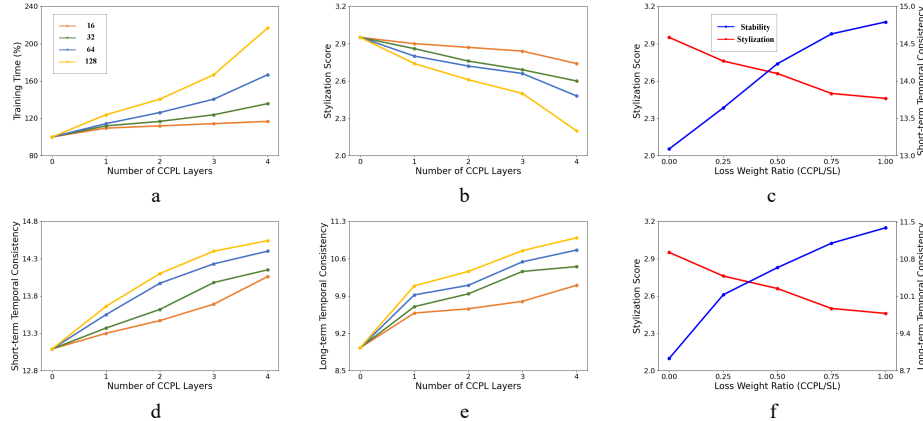 240
200
160
120
80
Training Time (%)
16
32
64
128
0 1 2 3 4
Number of CCPL Layers
a
3.2
2.9
2.6
2.3
2.0
Stylization Score
0 1 2 3 4
Number of CCPL Layers
b
3.2
2.9
2.6
2.3
2.0
Stylization Score
Stability
Stylization
15.0
14.5
14.0
13.5
13.0
Short-term Temporal Consistency
0.00 0.25 0.50 0.75 1.00
Loss Weight Ratio (CCPL/SL)
c
14.8
14.3
13.8
13.3
12.8
Short-term Temporal Consistency
0 1 2 3 4
Number of CCPL Layers
d
11.3
10.6
9.9
9.2
8.5
Long-term Temporal Consistency
0 1 2 3 4
Number of CCPL Layers
e
3.2
2.9
2.6
2.3
2.0
Stylization Score
11.5
10.8
10.1
9.4
8.7
Long-term Temporal Consistency
0.00 0.25 0.50 0.75 1.00
Loss Weight Ratio (CCPL/SL)
f